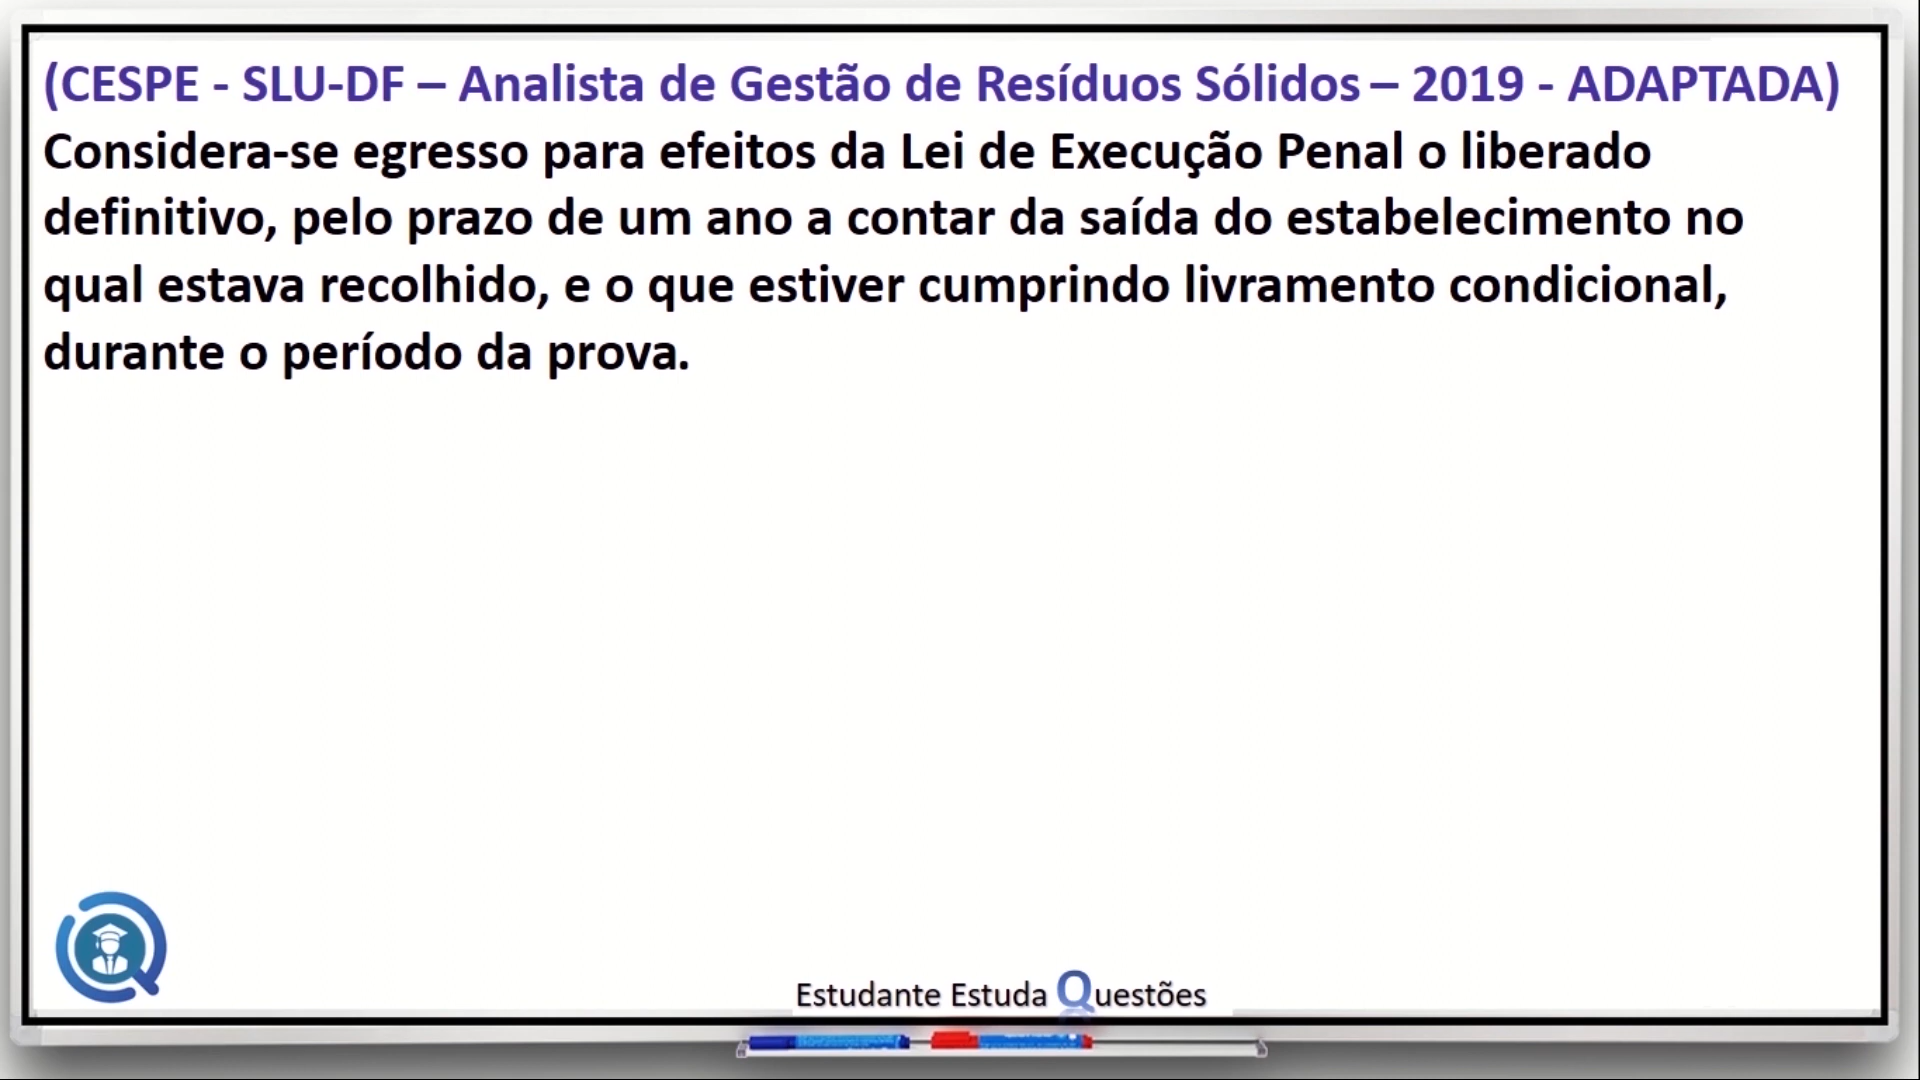 (CESPE - SLU-DF – Analista de Gestão de Resíduos Sólidos – 2019 - ADAPTADA)
Considera-se egresso para efeitos da Lei de Execução Penal o liberado
definitivo, pelo prazo de um ano a contar da saída do estabelecimento no
qual estava recolhido, e o que estiver cumprindo livramento condicional,
durante o período da prova.
Estudante Estuda Questões